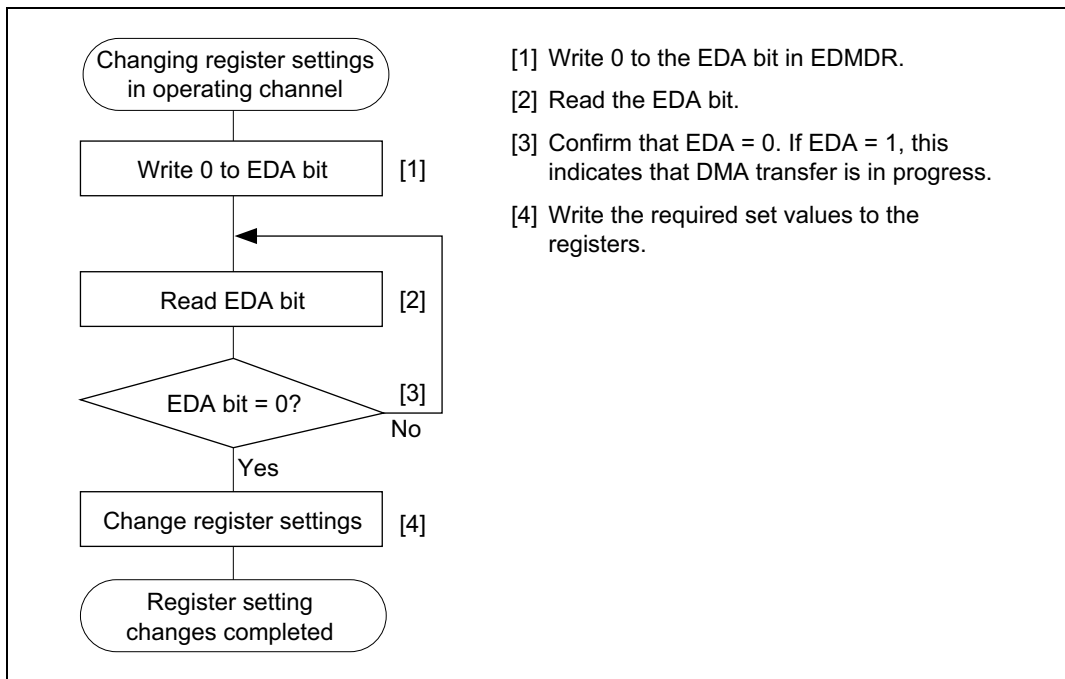 Changing register settings
in operating channel
Write 0 to EDA bit
[1]
Read EDA bit
[2]
EDA bit = 0?
[3]
No
Yes
Change register settings
[4]
Register setting
changes completed
[1] Write 0 to the EDA bit in EDMDR.
[2] Read the EDA bit.
[3] Confirm that EDA = 0. If EDA = 1, this
indicates that DMA transfer is in progress.
[4] Write the required set values to the
registers.